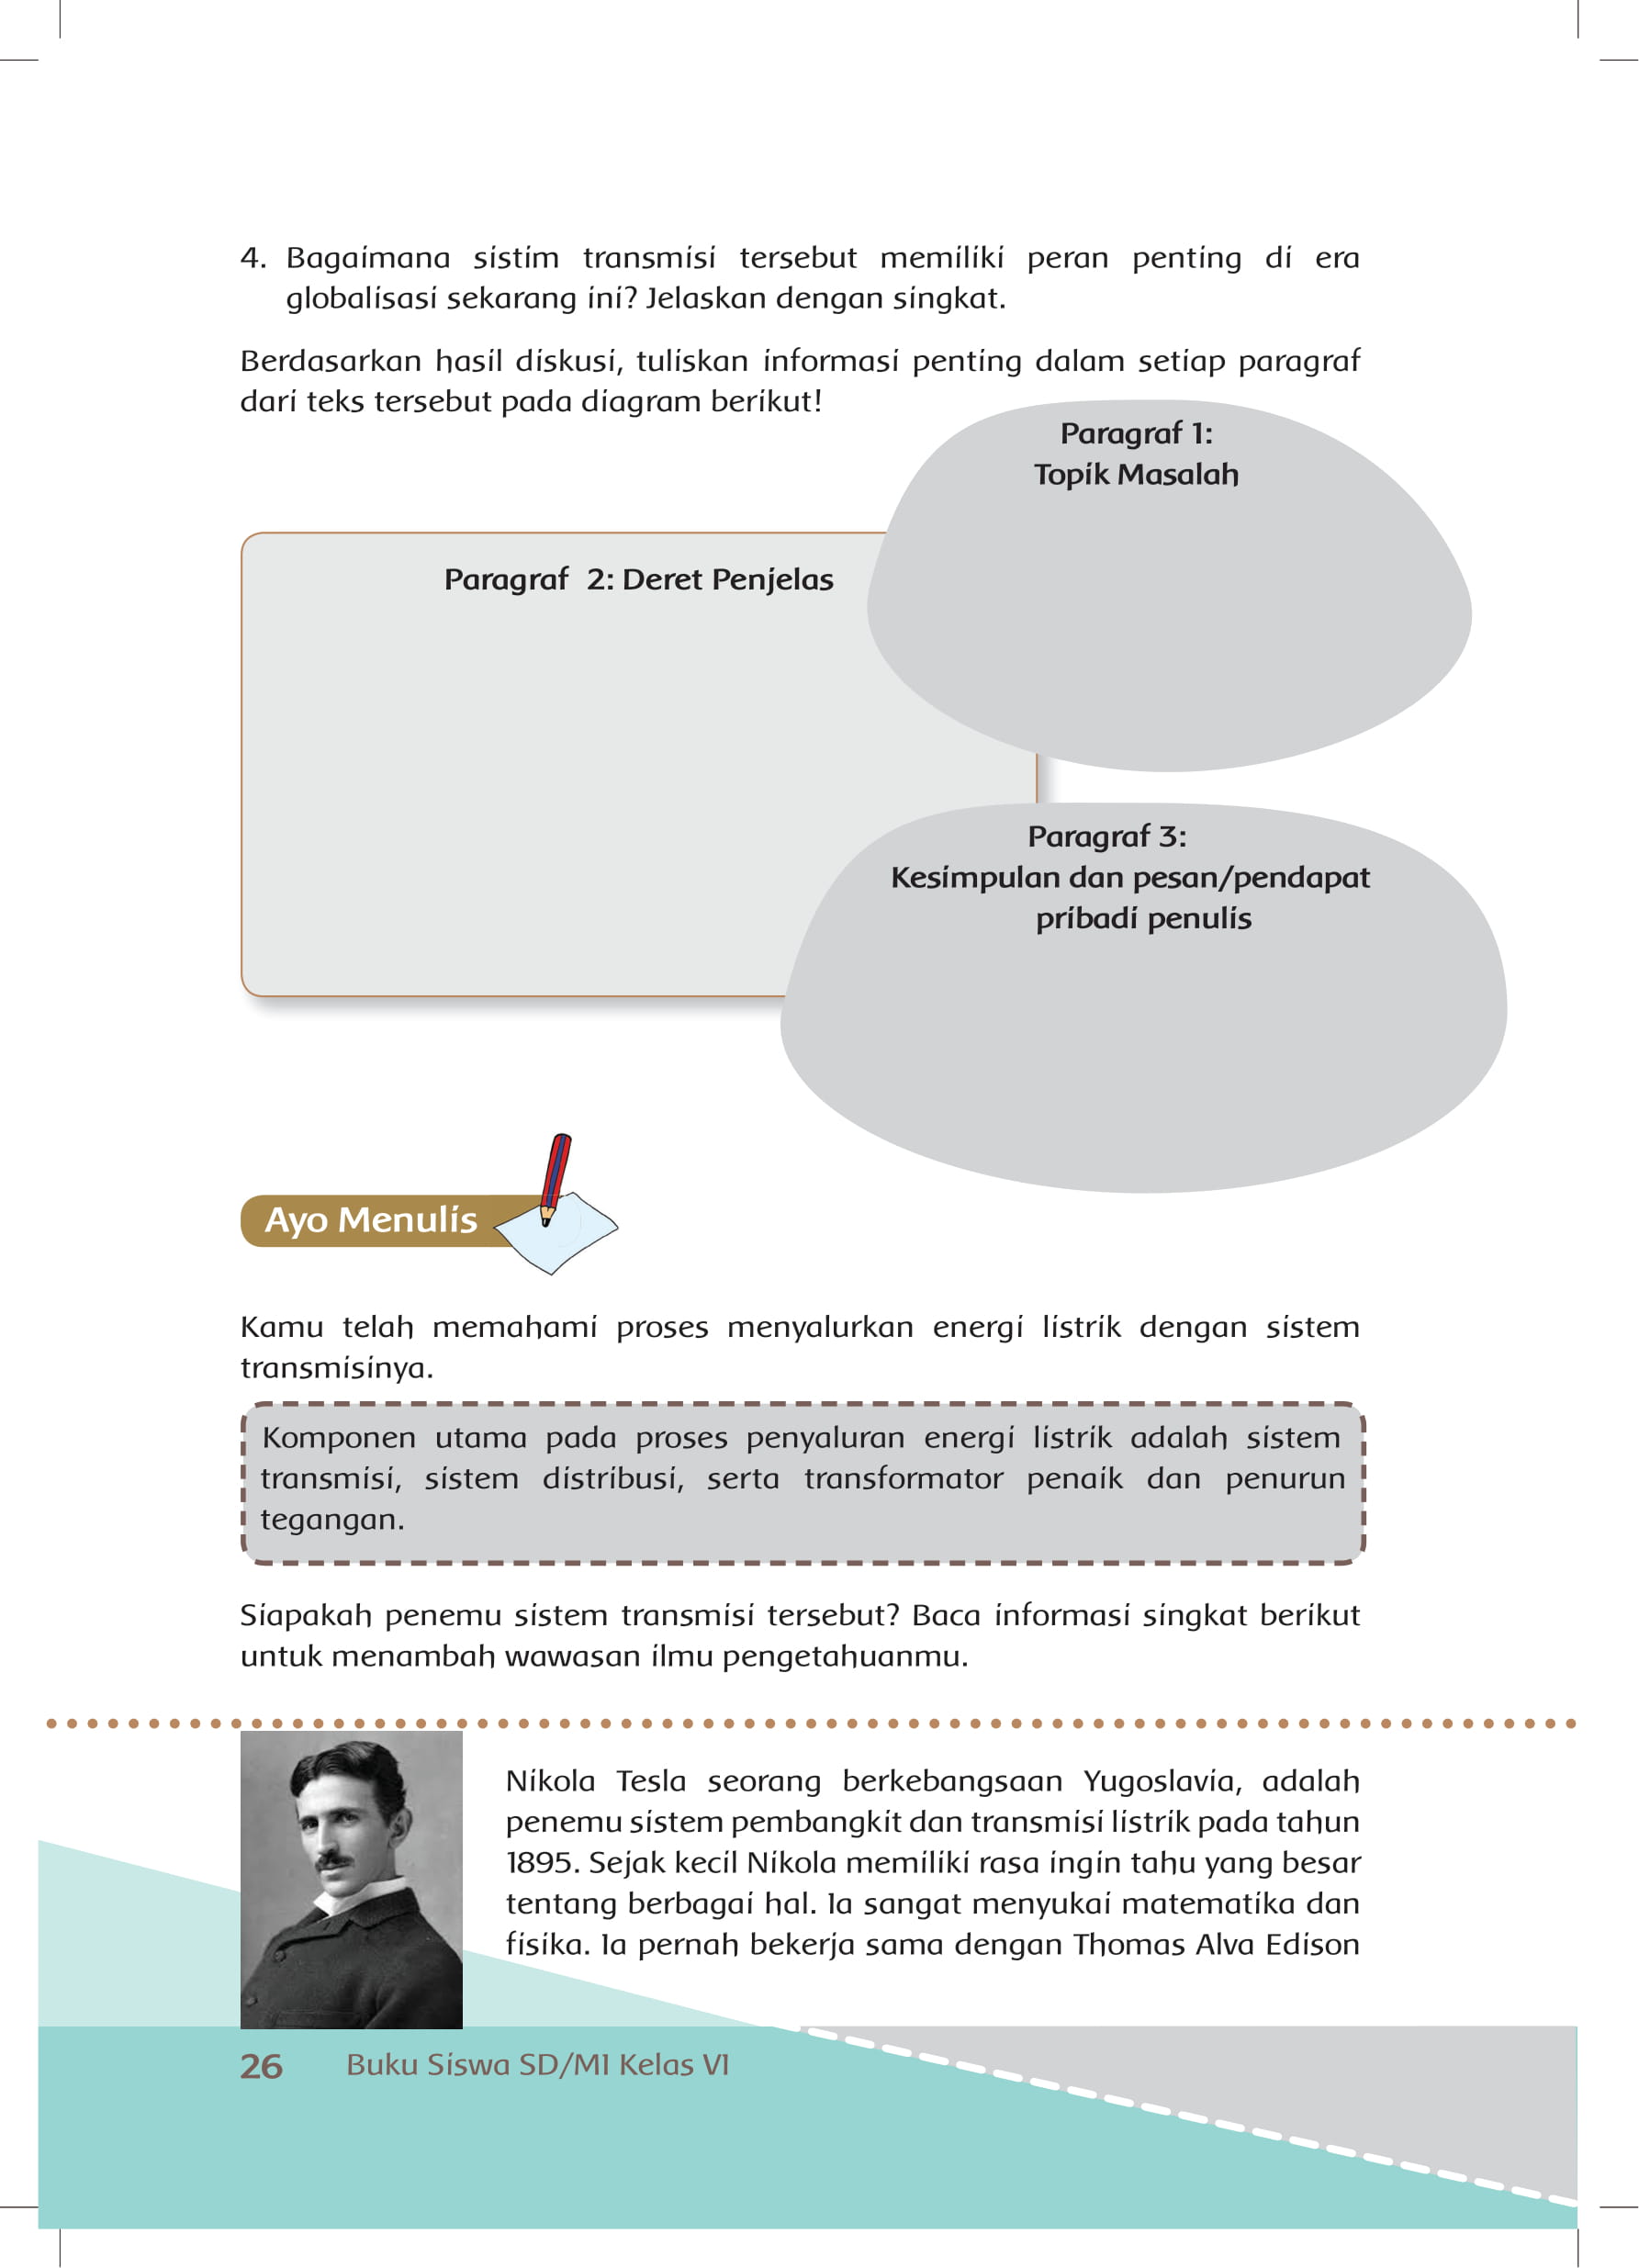 4. Bagaimana sistim transmisi tersebut memiliki peran penting di era
globalisasi sekarang ini? Jelaskan dengan singkat.
Berdasarkan hasil diskusi, tuliskan informasi penting dalam setiap paragraf
dari teks tersebut pada diagram berikut!
Paragraf 1:
Topik Masalah
Paragraf 2: Deret Penjelas
Paragraf 3:
Kesimpulan dan pesan/pendapat
pribadi penulis
Ayo Menulis
Kamu telah memahami proses menyalurkan energi listrik dengan sistem
transmisinya.
Komponen utama pada proses penyaluran energi listrik adalah sistem
transmisi, sistem distribusi, serta transformator penaik dan penurun
tegangan.
Siapakah penemu sistem transmisi tersebut? Baca informasi singkat berikut
untuk menambah wawasan ilmu pengetahuanmu.
Nikola Tesla seorang berkebangsaan Yugoslavia, adalah
penemu sistem pembangkit dan transmisi listrik pada tahun
1895. Sejak kecil Nikola memiliki rasa ingin tahu yang besar
tentang berbagai hal. Ia sangat menyukai matematika dan
fisika. Ia pernah bekerja sama dengan Thomas Alva Edison
26 Buku Siswa SD/MI Kelas VI